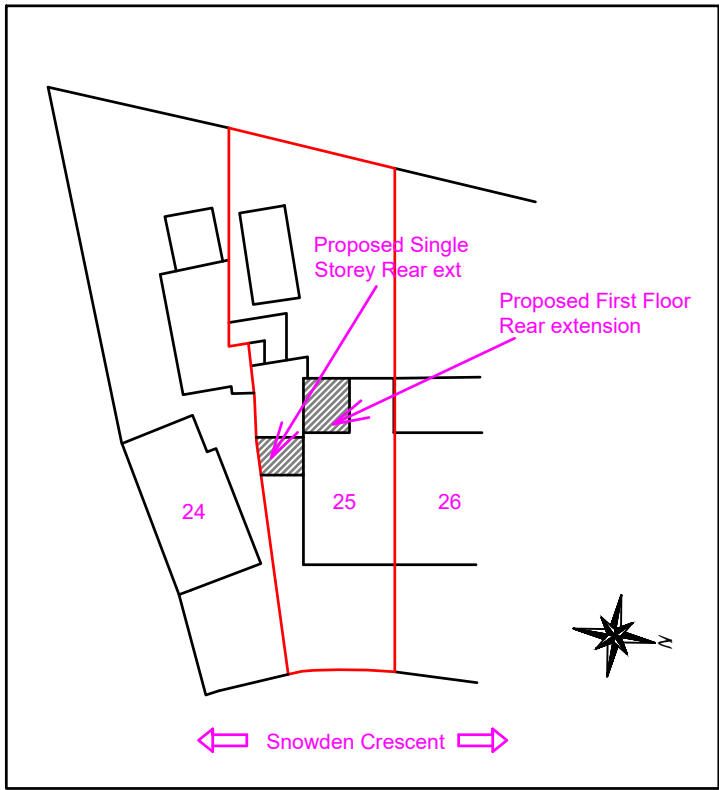 Proposed Single
Storey Rear ext
Proposed First Floor
Rear extension
24
25
26
N
Snowden Crescent